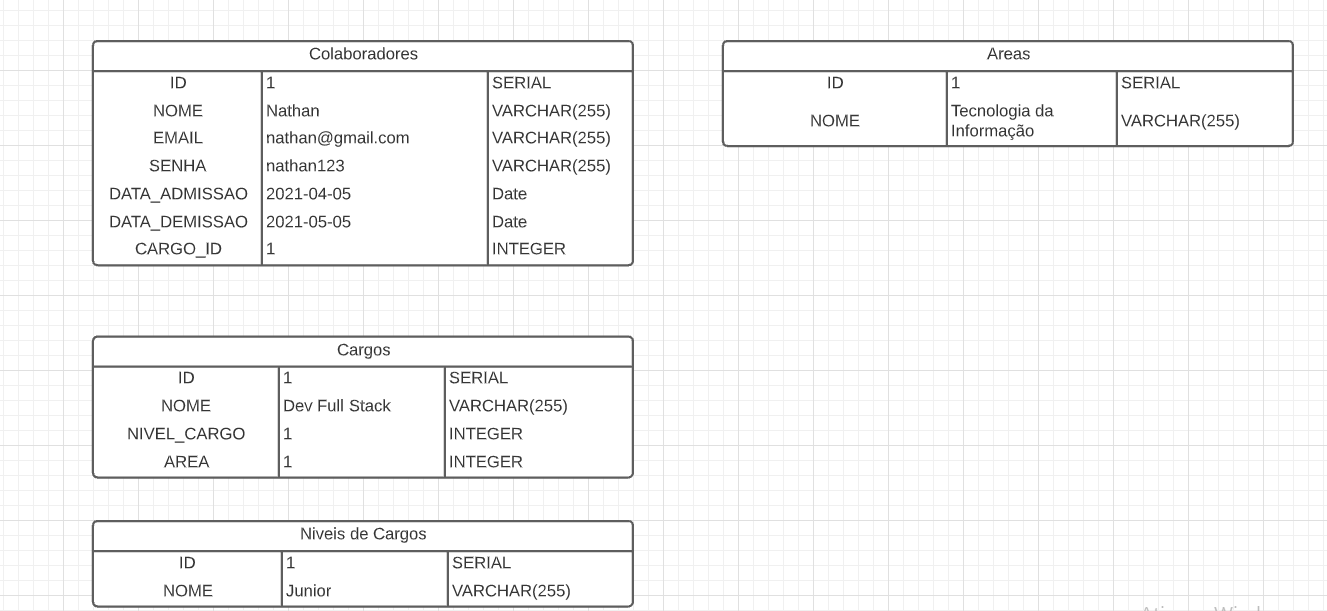 Colaboradores
ID 1 SERIAL
NOME Nathan VARCHAR(255)
EMAIL nathan@gmail.com VARCHAR(255)
SENHA nathan123 VARCHAR(255)
DATA_ADMISSAO 2021-04-05 Date
DATA_DEMISSAO 2021-05-05 Date
CARGO_ID 1 INTEGER
Areas
ID 1 SERIAL
NOME Tecnologia da
Informação VARCHAR(255)
Cargos
ID 1 SERIAL
NOME Dev Full Stack VARCHAR(255)
NIVEL_CARGO 1 INTEGER
AREA 1 INTEGER
Niveis de Cargos
ID 1 SERIAL
NOME Junior VARCHAR(255)